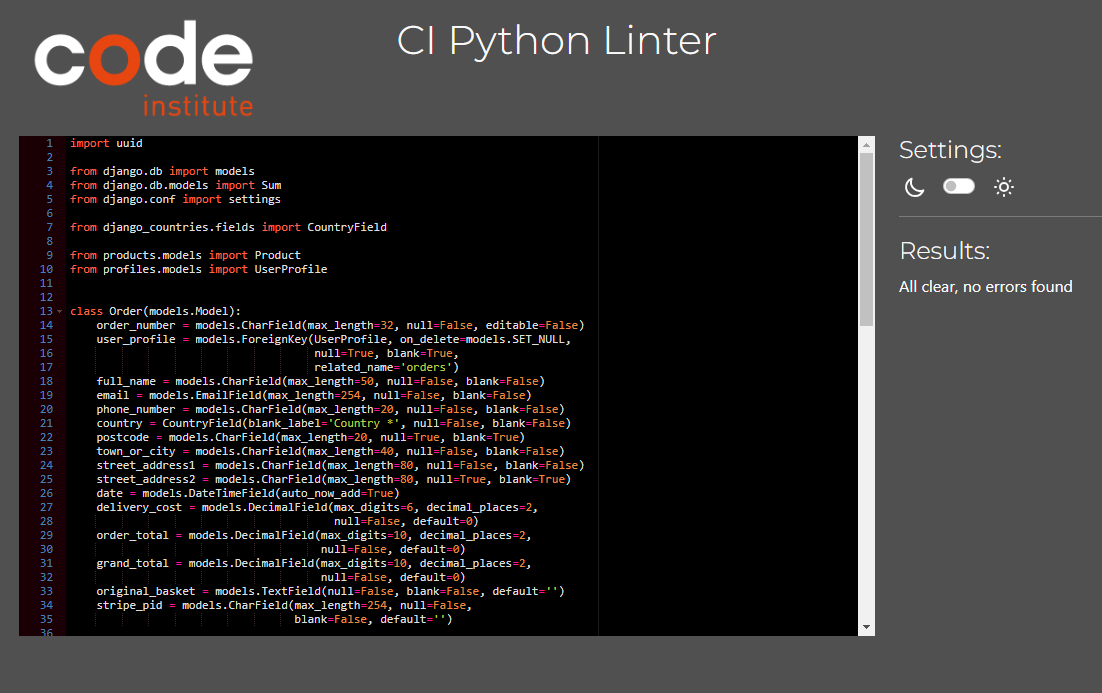 code
institute
CI Python Linter
1 import uuid
2
3 from django.db import models
4 from django.db.models import Sum
5 from django.conf import settings
6
7 from django_countries.fields import CountryField
8
9 from products.models import Product
10 from profiles.models import UserProfile
11
12
13 class Order(models.Model):
14     order_number = models.CharField(max_length=32, null=False, editable=False)
15     user_profile = models.ForeignKey(UserProfile, on_delete=models.SET_NULL,
16                                      null=True, blank=True,
17                                      related_name='orders')
18     full_name = models.CharField(max_length=50, null=False, blank=False)
19     email = models.EmailField(max_length=254, null=False, blank=False)
20     phone_number = models.CharField(max_length=20, null=False, blank=False)
21     country = CountryField(blank_label='Country *', null=False, blank=False)
22     postcode = models.CharField(max_length=20, null=True, blank=True)
23     town_or_city = models.CharField(max_length=40, null=False, blank=False)
24     street_address1 = models.CharField(max_length=80, null=False, blank=False)
25     street_address2 = models.CharField(max_length=80, null=True, blank=True)
26     date = models.DateTimeField(auto_now_add=True)
27     delivery_cost = models.DecimalField(max_digits=6, decimal_places=2,
28                                         null=False, default=0)
29     order_total = models.DecimalField(max_digits=10, decimal_places=2,
30                                       null=False, default=0)
31     grand_total = models.DecimalField(max_digits=10, decimal_places=2,
32                                       null=False, default=0)
33     original_basket = models.TextField(null=False, blank=False, default='')
34     stripe_pid = models.CharField(max_length=254, null=False,
35                                   blank=False, default='')
36
Settings:
Results:
All clear, no errors found